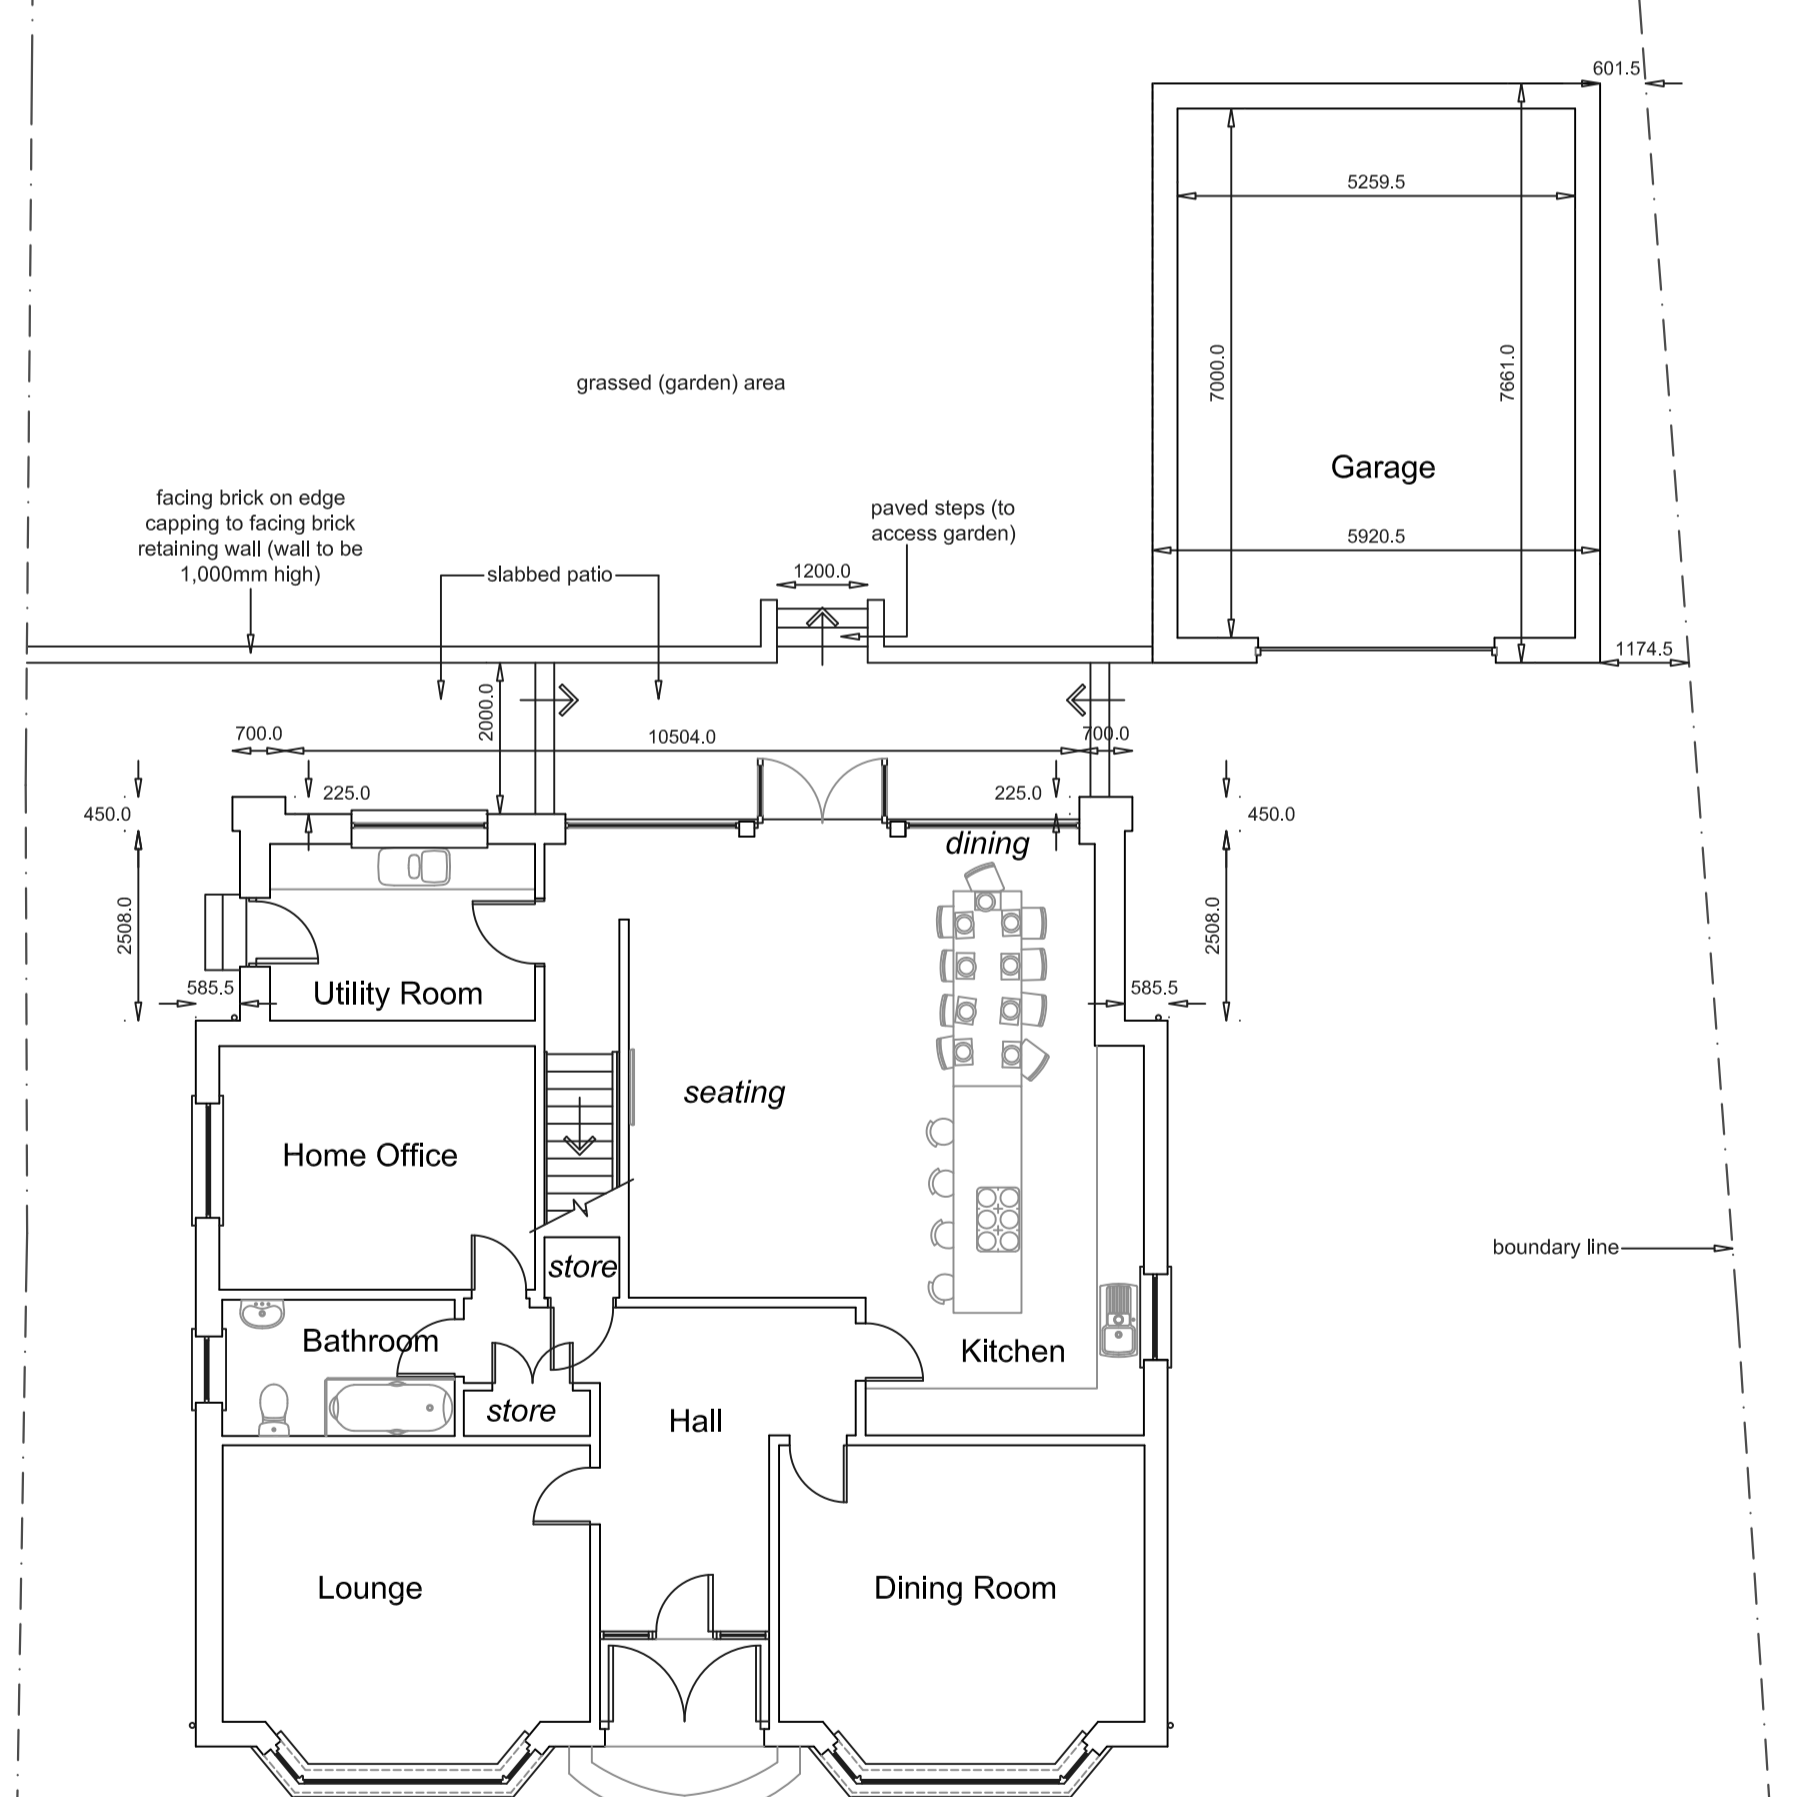 601.5
5259.5
7000.0
7661.0
grassed (garden) area
Garage
facing brick on edge
capping to facing brick
retaining wall (wall to be
1,000mm high)
paved steps (to
access garden)
5920.5
slabbed patio
1200.0
1174.5
2000.0
700.0
10504.0
700.0
225.0
225.0
450.0
450.0
dining
2508.0
2508.0
585.5
Utility Room
585.5
seating
Home Office
boundary line
store
Bathroom
Kitchen
store
Hall
Lounge
Dining Room